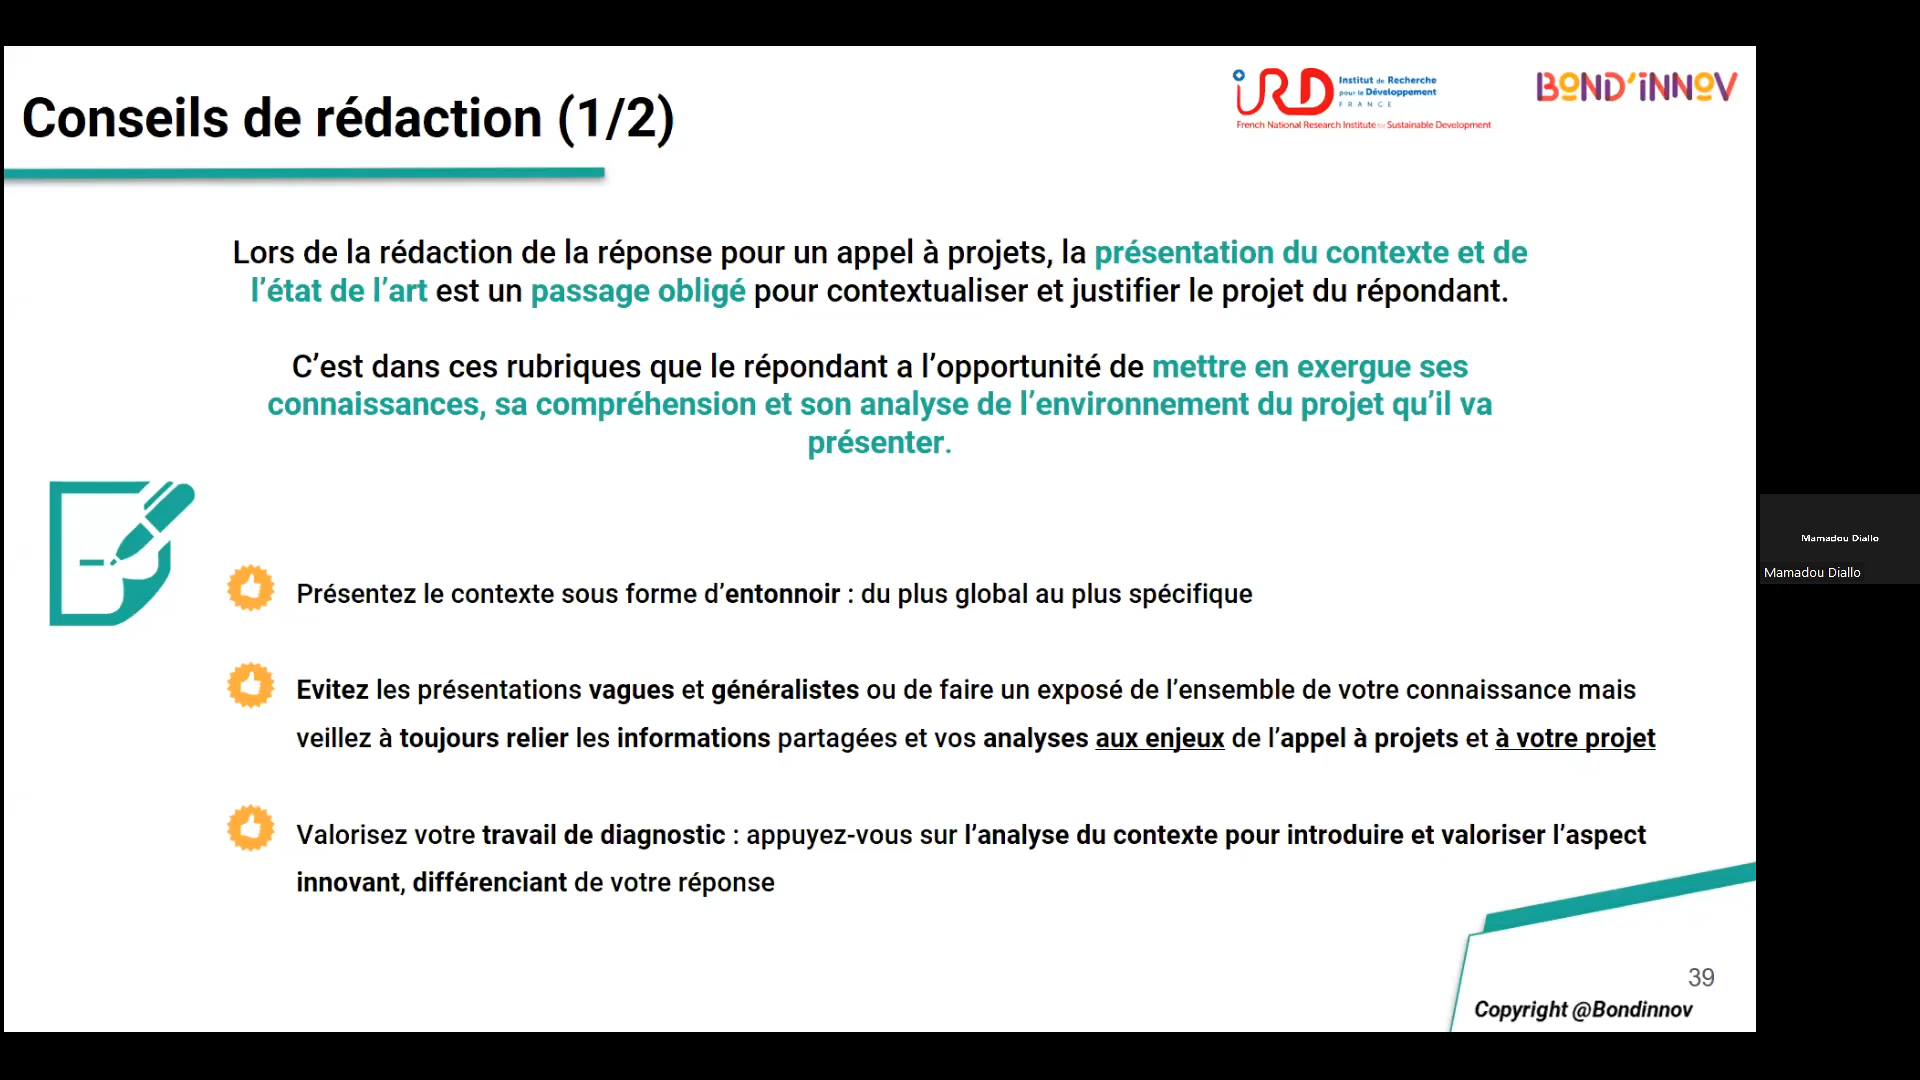 Conseils de rédaction (1/2)
iRD
Institut de Recherche
pour le Développement
FRANCE
French National Research Institute for Sustainable Development
BOND'iNNOV
Lors de la rédaction de la réponse pour un appel à projets, la présentation du contexte et de
l’état de l’art est un passage obligé pour contextualiser et justifier le projet du répondant.
C’est dans ces rubriques que le répondant a l’opportunité de mettre en exergue ses
connaissances, sa compréhension et son analyse de l’environnement du projet qu’il va
présenter.
Présentez le contexte sous forme d’entonnoir : du plus global au plus spécifique
Evitez les présentations vagues et généralistes ou de faire un exposé de l’ensemble de votre connaissance mais
veillez à toujours relier les informations partagées et vos analyses aux enjeux de l’appel à projets et à votre projet
Valorisez votre travail de diagnostic : appuyez-vous sur l’analyse du contexte pour introduire et valoriser l’aspect
innovant, différenciant de votre réponse
39
Copyright @Bondinnov
Mamadou Diallo
Mamadou Diallo